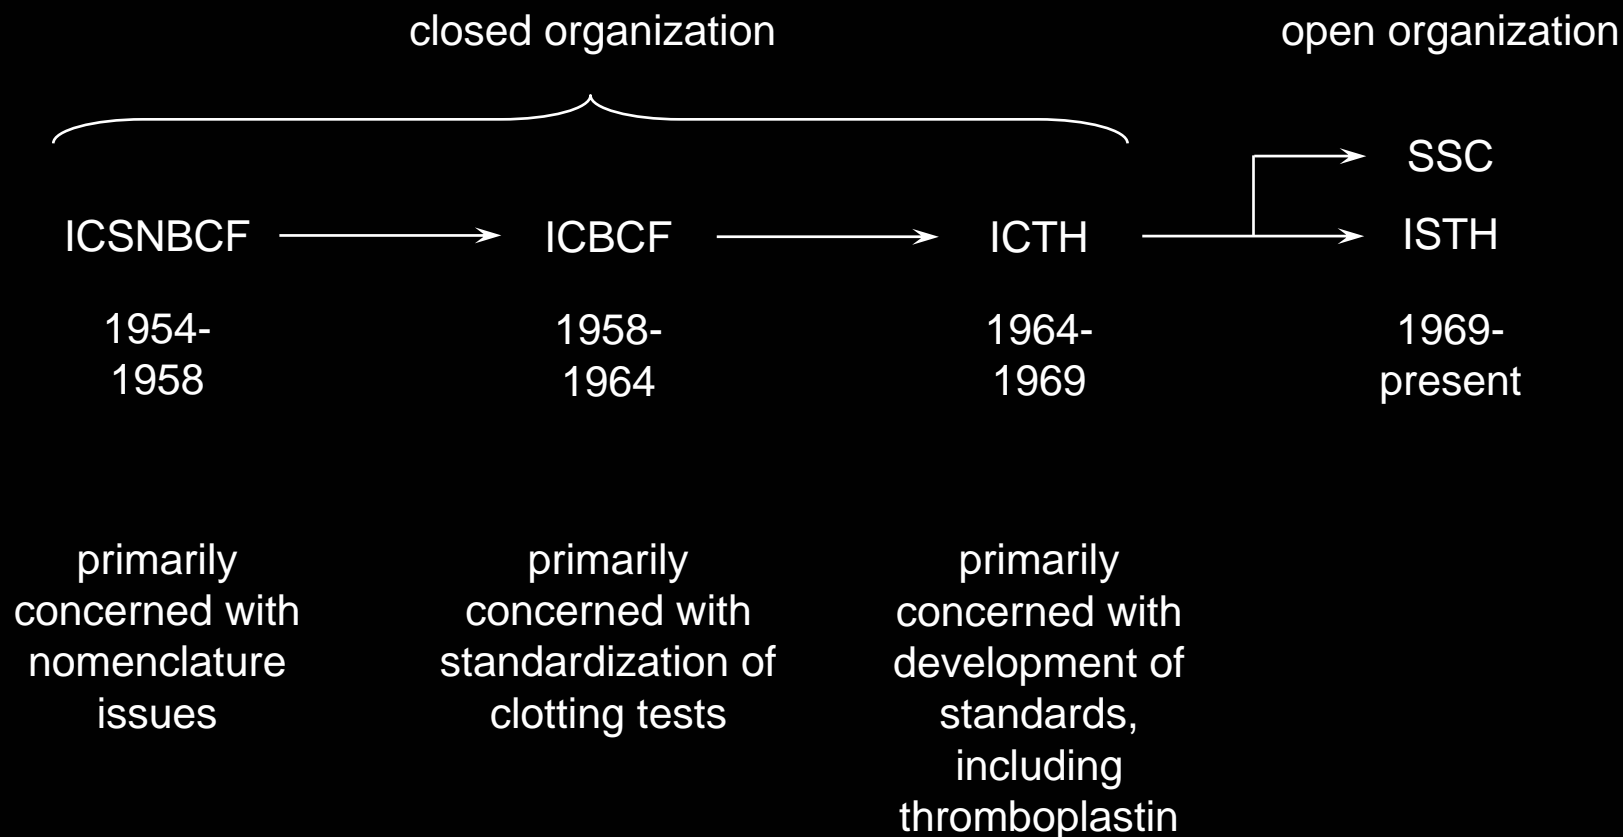 closed organization
open organization
SSC
ICSNBCF
ICBCF
ICTH
ISTH
1954-
1958
1958-
1964
1964-
1969
1969-
present
primarily
concerned with
nomenclature
issues
primarily
concerned with
standardization of
clotting tests
primarily
concerned with
development of
standards,
including
thromboplastin